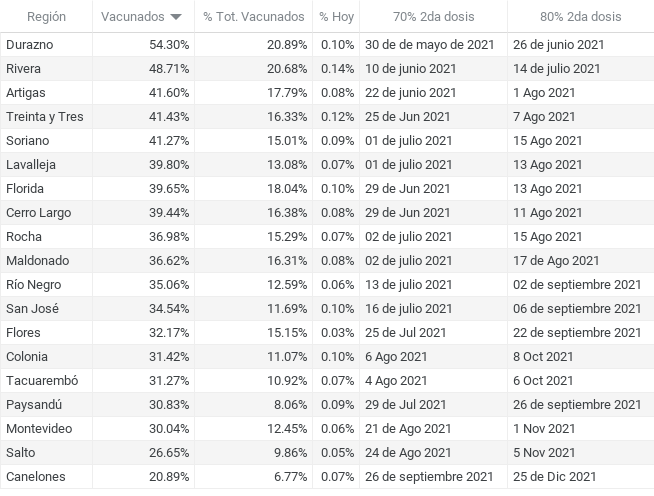 Región Vacunados % Tot. Vacunados % Hoy 70% 2da dosis 80% 2da dosis
Durazno 54.30% 20.89% 0.10% 30 de de mayo de 2021 26 de junio 2021
Rivera 48.71% 20.68% 0.14% 10 de junio 2021 14 de julio 2021
Artigas 41.60% 17.79% 0.08% 22 de junio 2021 1 Ago 2021
Treinta y Tres 41.43% 16.33% 0.12% 25 de Jun 2021 7 Ago 2021
Soriano 41.27% 15.01% 0.09% 01 de julio 2021 15 Ago 2021
Lavalleja 39.80% 13.08% 0.07% 01 de julio 2021 13 Ago 2021
Florida 39.65% 18.04% 0.10% 29 de Jun 2021 13 Ago 2021
Cerro Largo 39.44% 16.38% 0.08% 29 de Jun 2021 11 Ago 2021
Rocha 36.98% 15.29% 0.07% 02 de julio 2021 15 Ago 2021
Maldonado 36.62% 16.31% 0.08% 02 de julio 2021 17 de Ago 2021
Río Negro 35.06% 12.59% 0.06% 13 de julio 2021 02 de septiembre 2021
San José 34.54% 11.69% 0.10% 16 de julio 2021 06 de septiembre 2021
Flores 32.17% 15.15% 0.03% 25 de Jul 2021 22 de septiembre 2021
Colonia 31.42% 11.07% 0.10% 6 Ago 2021 8 Oct 2021
Tacuarembó 31.27% 10.92% 0.07% 4 Ago 2021 6 Oct 2021
Paysandú 30.83% 8.06% 0.09% 29 de Jul 2021 26 de septiembre 2021
Montevideo 30.04% 12.45% 0.06% 21 de Ago 2021 1 Nov 2021
Salto 26.65% 9.86% 0.05% 24 de Ago 2021 5 Nov 2021
Canelones 20.89% 6.77% 0.07% 26 de septiembre 2021 25 de Dic 2021